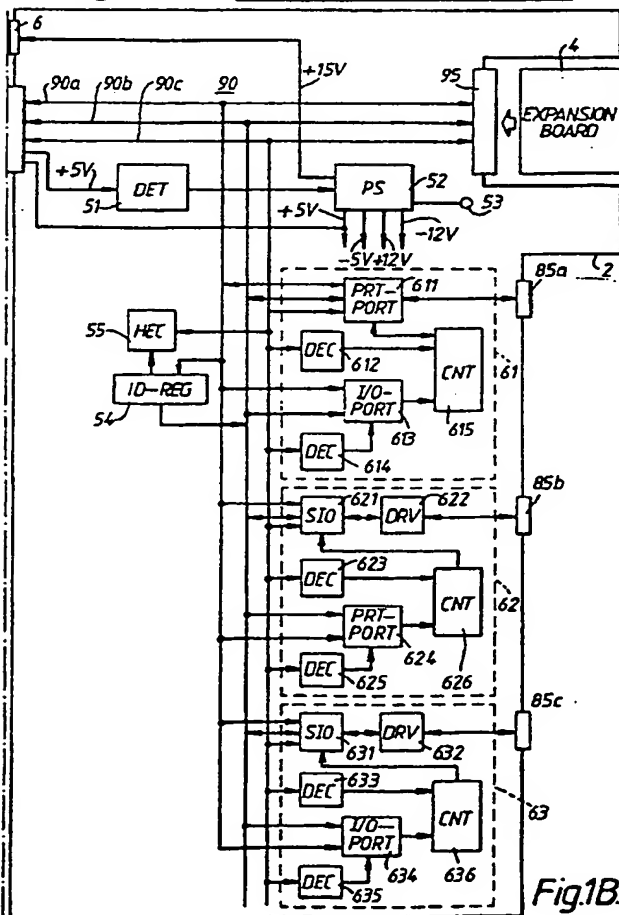 6
4
90a
90b
90c
90
+15V
95
EXPANSION
BOARD
+5V
DET
51
PS
52
53
+5V
-5V
+12V
-12V
2
85a
611
PRT-
PORT
HEC
55
DEC
612
CNT
615
61
ID-REG
54
I/O-
PORT
613
DEC
614
621
SIO
622
DRV
85b
DEC
623
CNT
626
62
PRT-
PORT
624
DEC
625
SIO
631
DRV
632
85c
DEC
633
CNT
636
63
I/O-
PORT
634
DEC
635
Fig.1B.